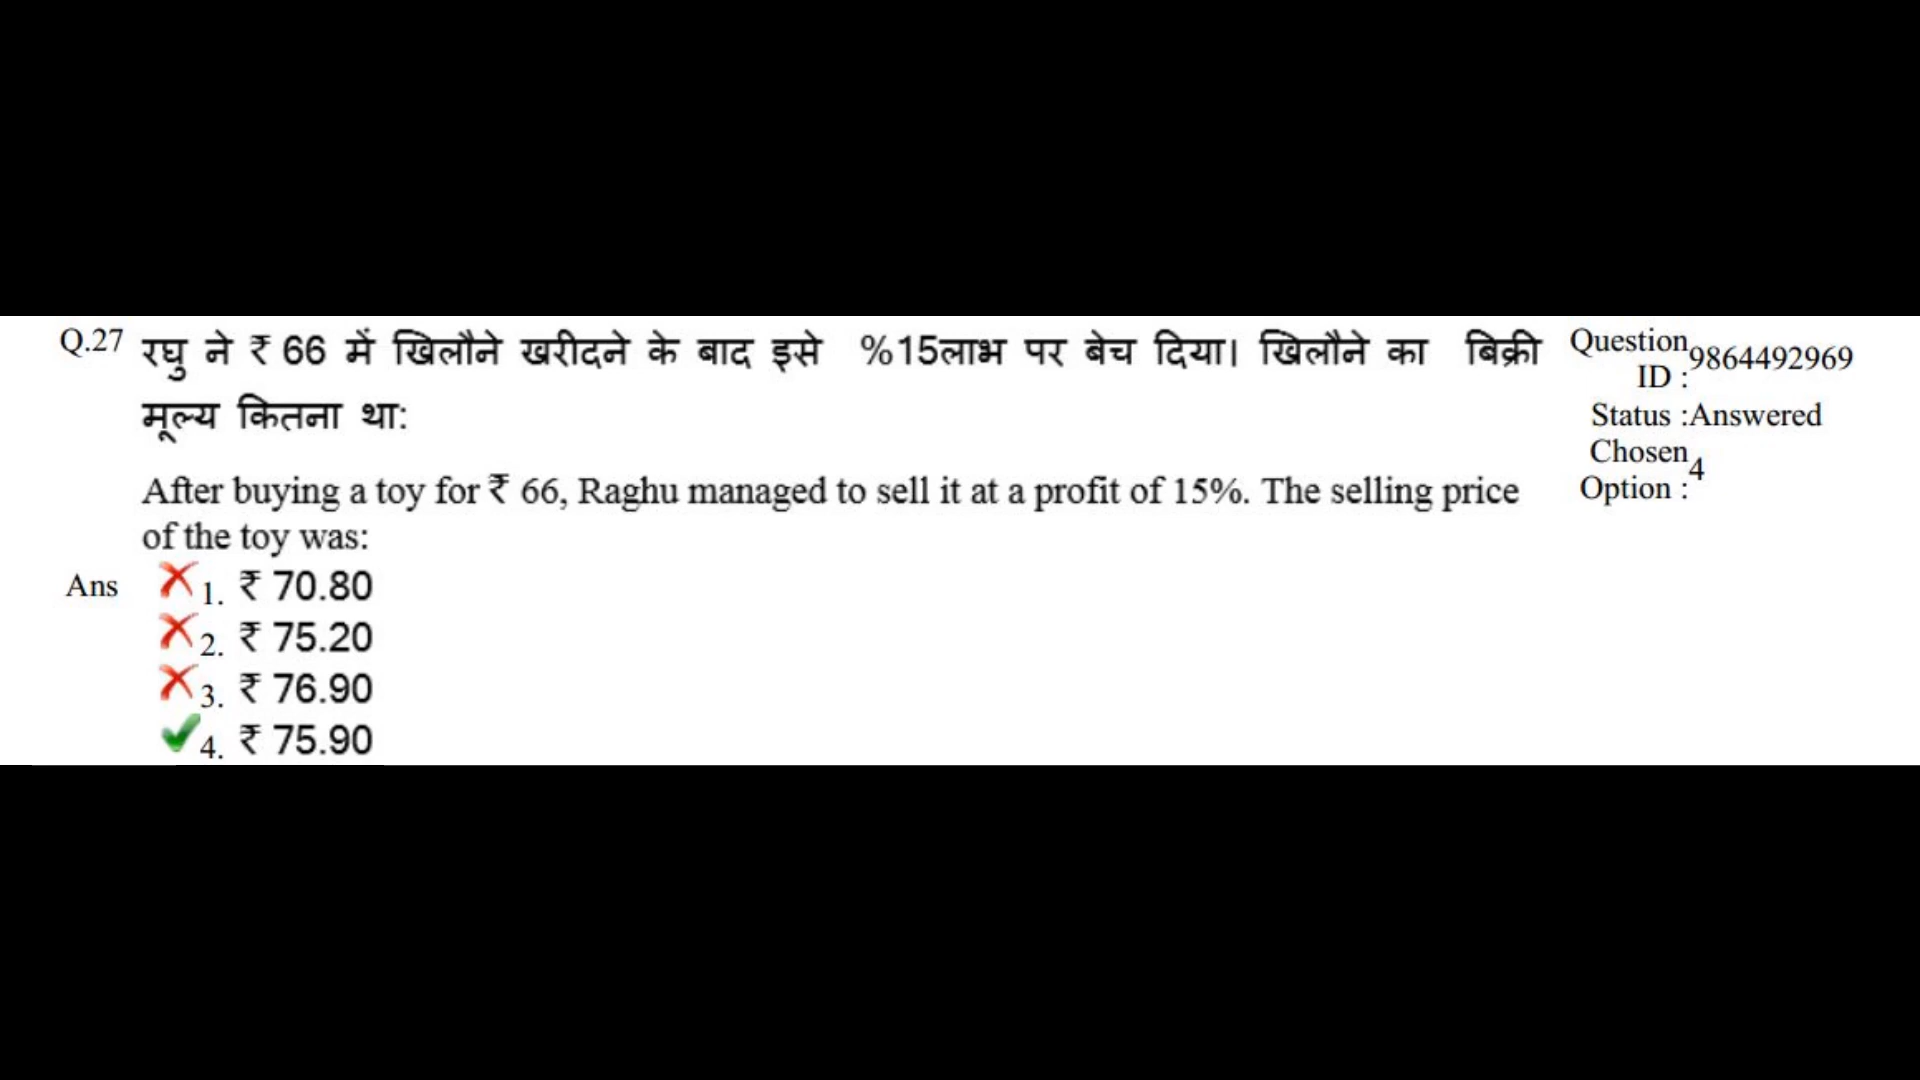 Q.27 रघु ने ₹ 66 में खिलौने खरीदने के बाद इसे %15लाभ पर बेच दिया। खिलौने का बिक्री
मूल्य कितना था:
After buying a toy for ₹ 66, Raghu managed to sell it at a profit of 15%. The selling price
of the toy was:
Ans
1. ₹ 70.80
2. ₹ 75.20
3. ₹ 76.90
4. ₹ 75.90
Question ID : 9864492969
Status : Answered
Chosen Option : 4